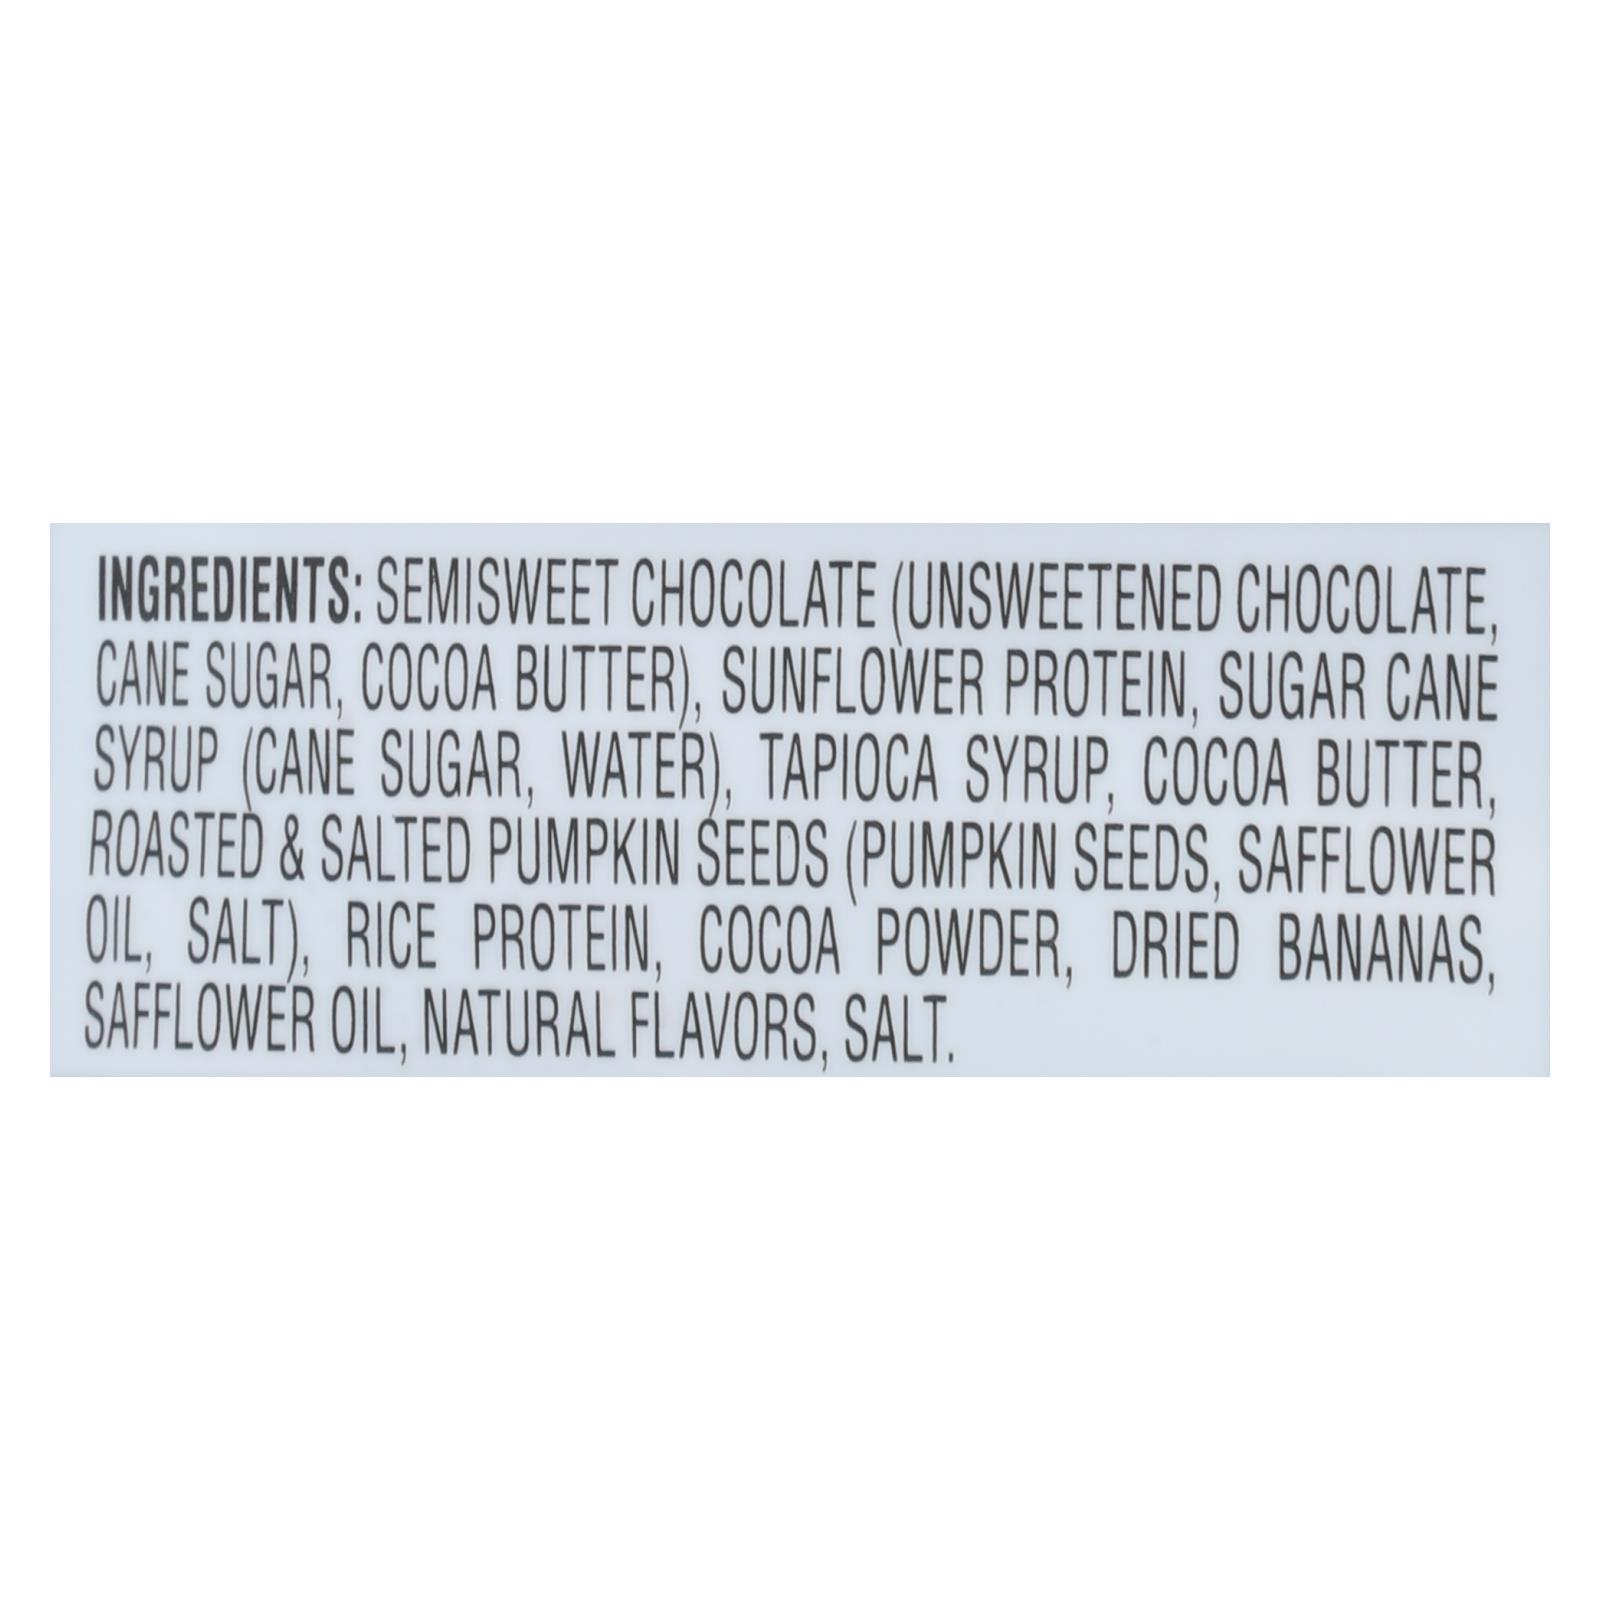 INGREDIENTS: SEMISWEET CHOCOLATE (UNSWEETENED CHOCOLATE,
CANE SUGAR, COCOA BUTTER), SUNFLOWER PROTEIN, SUGAR CANE
SYRUP (CANE SUGAR, WATER), TAPIOCA SYRUP, COCOA BUTTER,
ROASTED & SALTED PUMPKIN SEEDS (PUMPKIN SEEDS, SAFFLOWER
OIL, SALT), RICE PROTEIN, COCOA POWDER, DRIED BANANAS,
SAFFLOWER OIL, NATURAL FLAVORS, SALT.